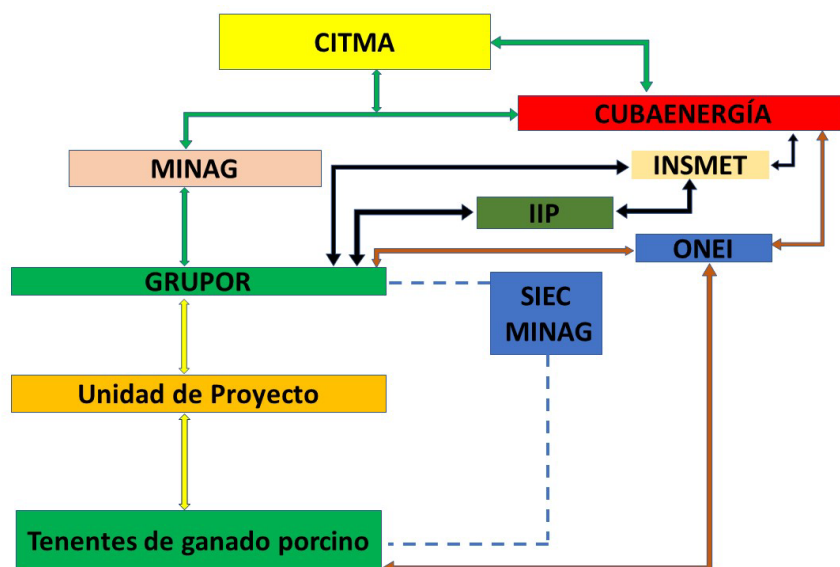 CITMA
CUBAENERGÍA
MINAG
INSMET
IIP
ONEI
GRUPOR
SIEC
MINAG
Unidad de Proyecto
Tenentes de ganado porcino